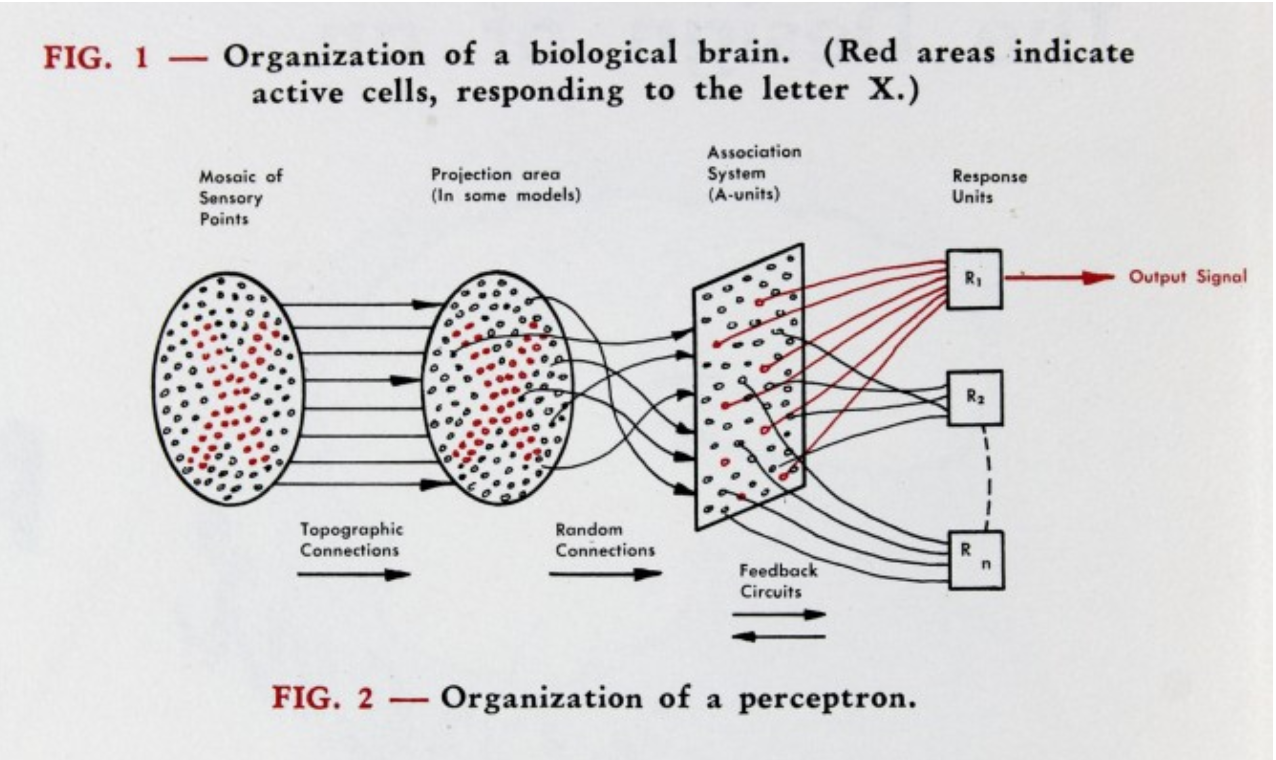 FIG. 1 — Organization of a biological brain. (Red areas indicate
active cells, responding to the letter X.)
Mosaic of
Sensory
Points
Projection area
(In some models)
Association
System
(A-units)
Response
Units
R1
Output Signal
R2
R n
Topographic
Connections
Random
Connections
Feedback
Circuits
FIG. 2 — Organization of a perceptron.